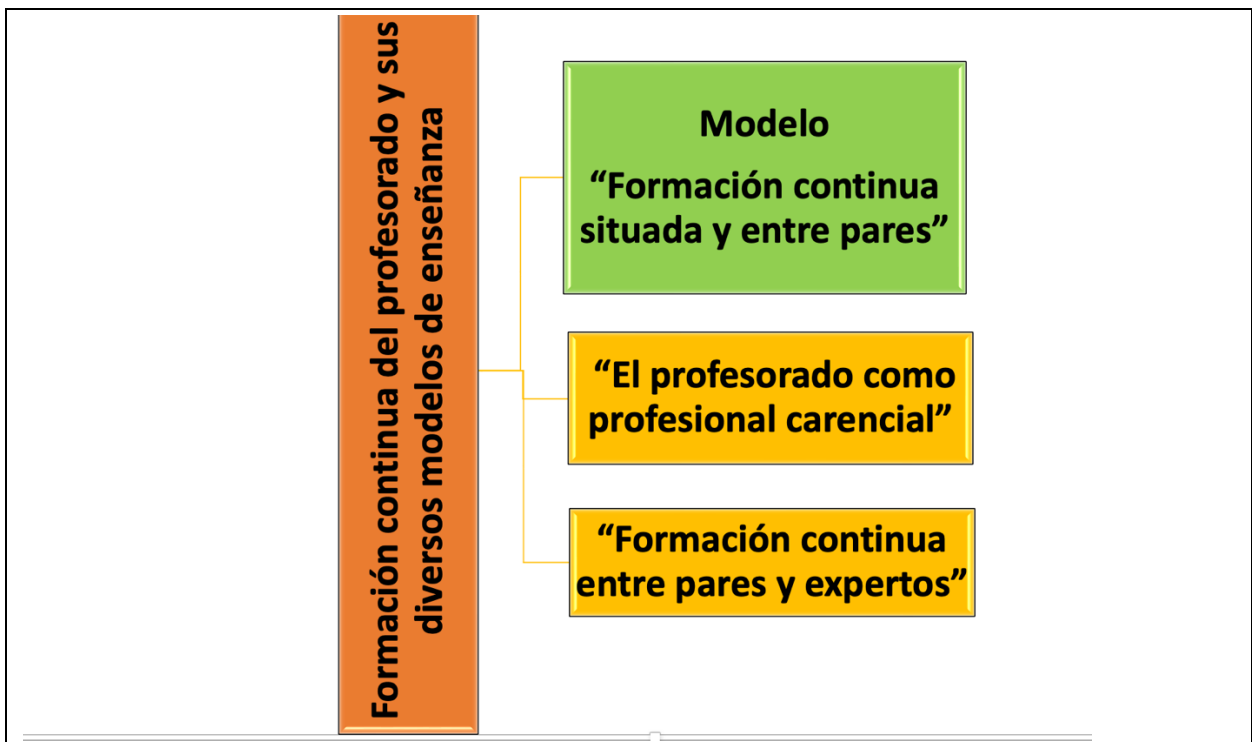 Formación continua del profesorado y sus
diversos modelos de enseñanza
Modelo
“Formación continua
situada y entre pares”
“El profesorado como
profesional carencial”
“Formación continua
entre pares y expertos”